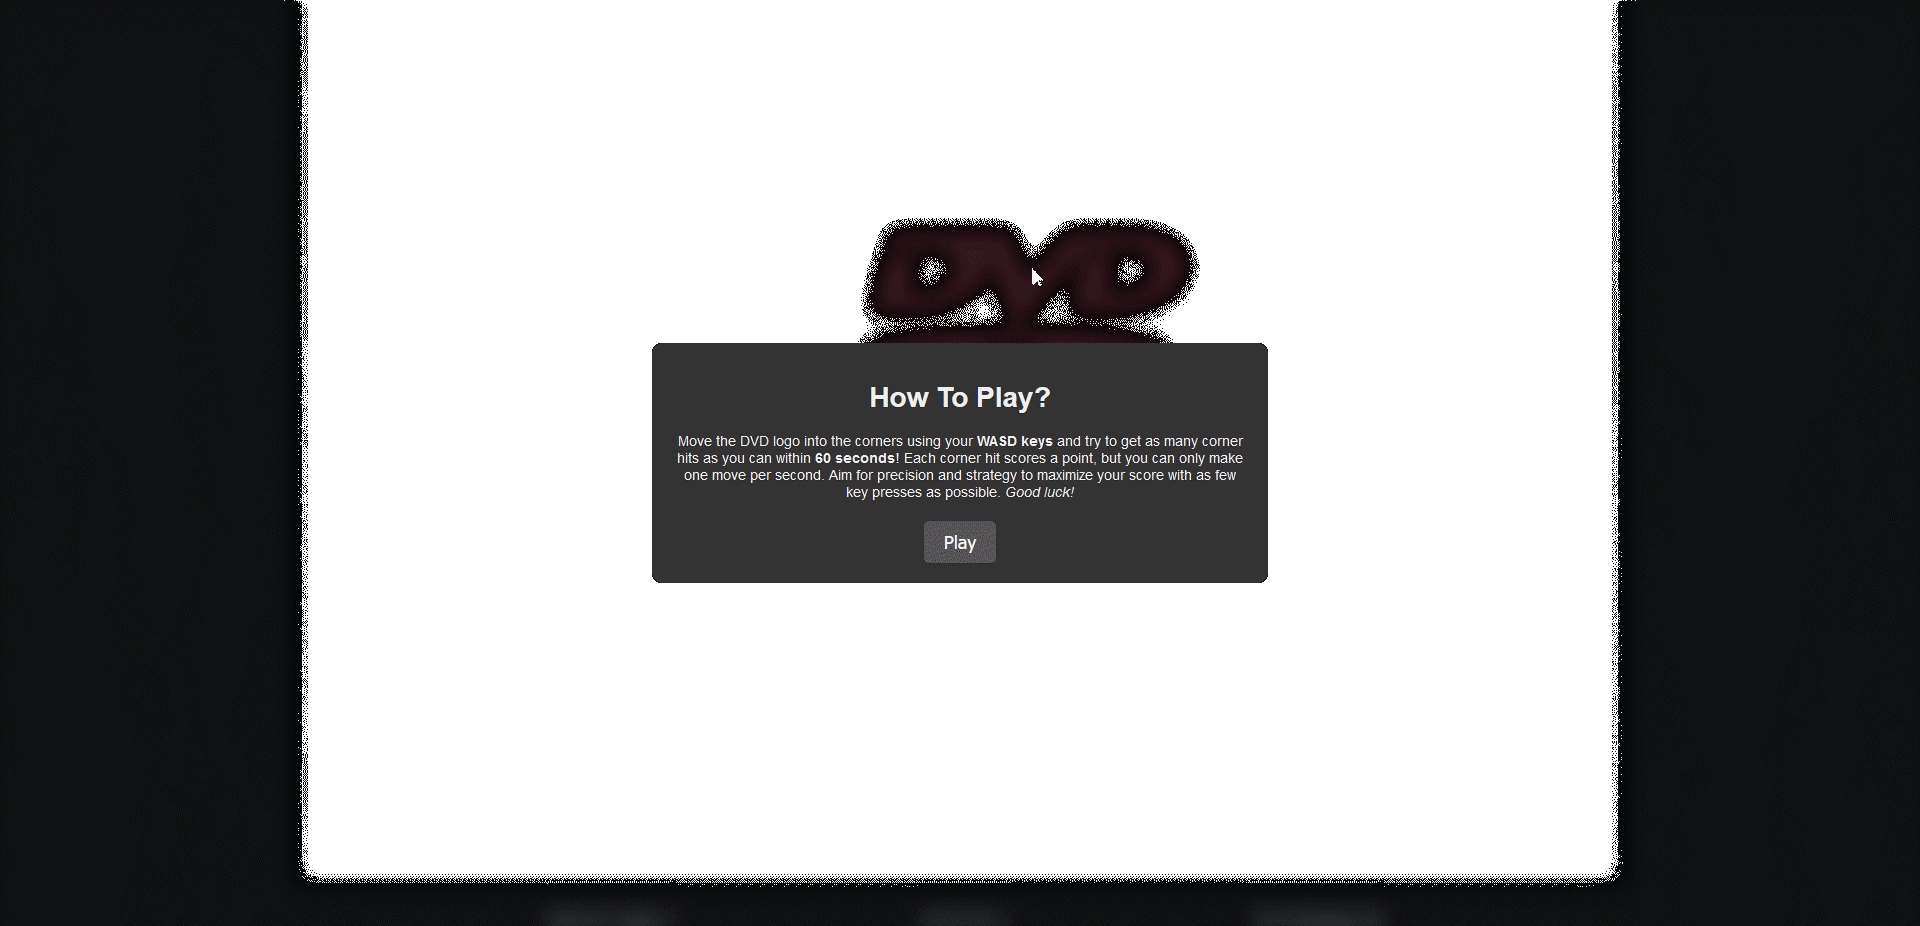 DVD
How To Play?
Move the DVD logo into the corners using your WASD keys and try to get as many corner
hits as you can within 60 seconds! Each corner hit scores a point, but you can only make
one move per second. Aim for precision and strategy to maximize your score with as few
key presses as possible. Good luck!
Play